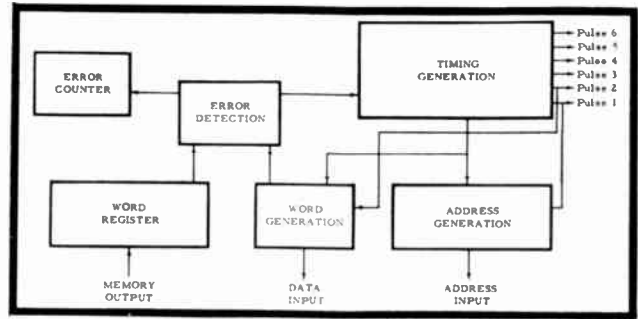 ERROR
COUNTER
ERROR
DETECTION
TIMING
GENERATION
Pulse 6
Pulse 5
Pulse 4
Pulse 3
Pulse 2
Pulse 1
WORD
REGISTER
WORD
GENERATION
ADDRESS
GENERATION
MEMORY
OUTPUT
DATA
INPUT
ADDRESS
INPUT